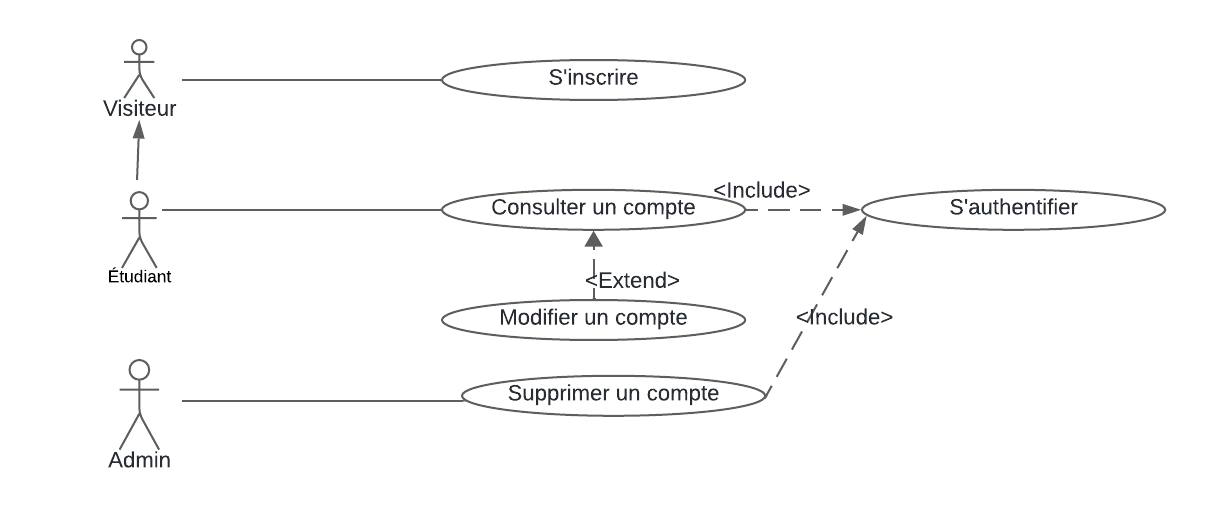 S'inscrire
Visiteur
<Include>
Consulter un compte
S'authentifier
Étudiant
<Extend>
Modifier un compte
<Include>
Supprimer un compte
Admin